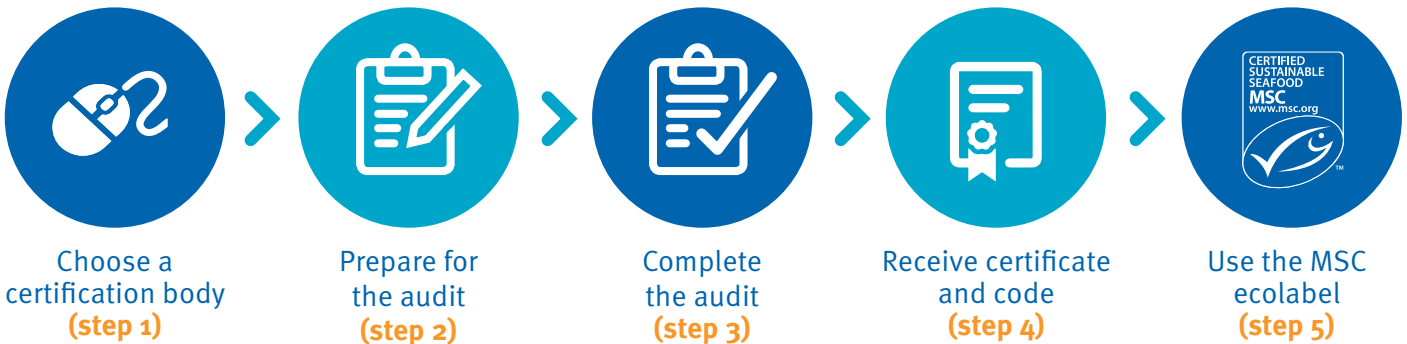 CERTIFIED
SUSTAINABLE
SEAFOOD
MSC
www.msc.org
TM
Choose a
certification body
(step 1)
Prepare for
the audit
(step 2)
Complete
the audit
(step 3)
Receive certificate
and code
(step 4)
Use the MSC
ecolabel
(step 5)